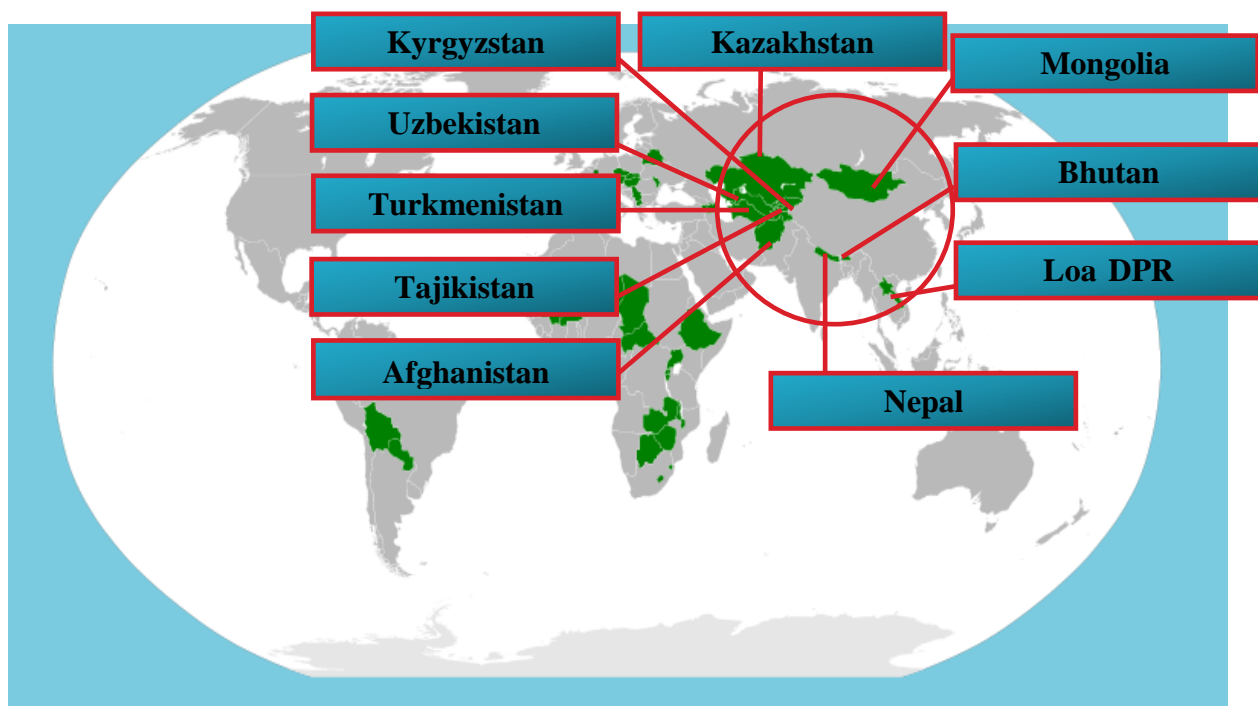 Kyrgyzstan
Kazakhstan
Mongolia
Uzbekistan
Bhutan
Turkmenistan
Loa DPR
Tajikistan
Afghanistan
Nepal